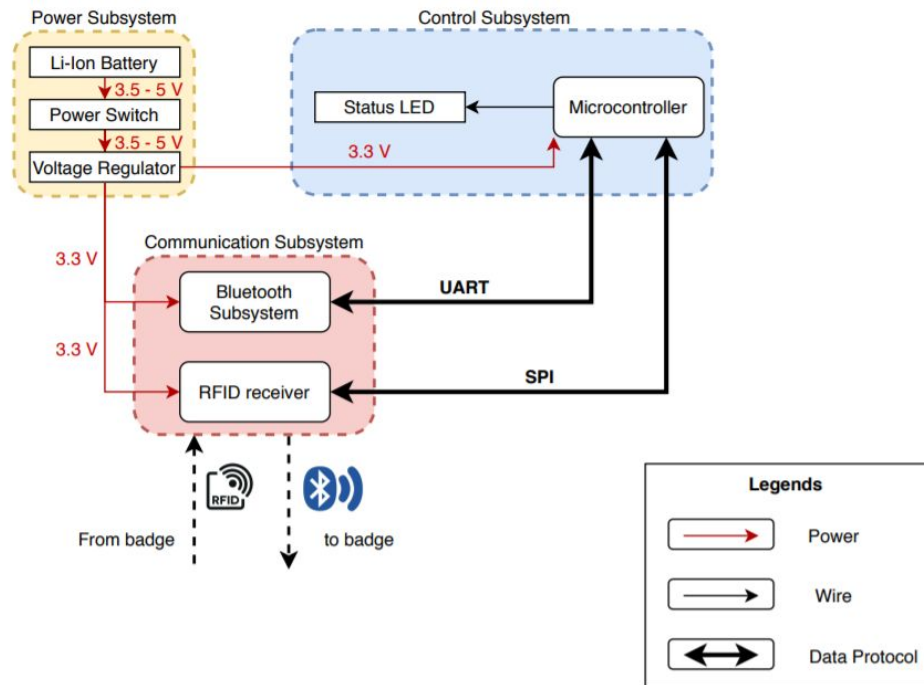 Power Subsystem
Control Subsystem
Li-Ion Battery
3.5 - 5 V
Power Switch
3.5 - 5 V
Voltage Regulator
Status LED
Microcontroller
3.3 V
Communication Subsystem
3.3 V
Bluetooth
Subsystem
UART
3.3 V
RFID receiver
SPI
RFID
From badge
to badge
Legends
Power
Wire
Data Protocol